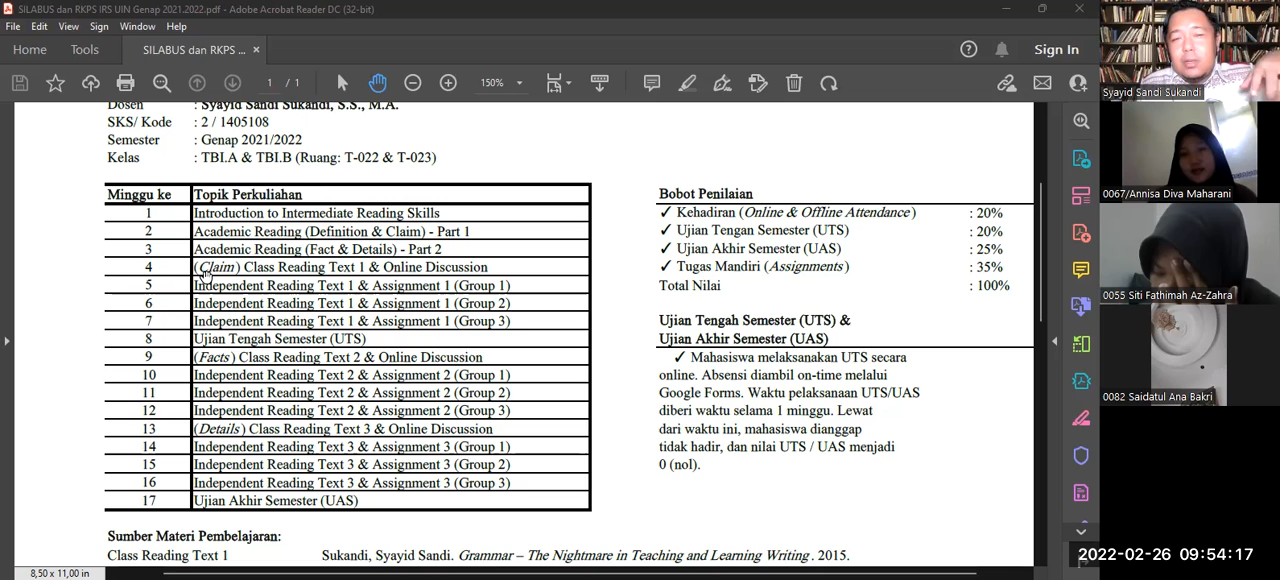 SILABUS dan RKPS IRS UIN Genap 2021.2022.pdf - Adobe Acrobat Reader DC (32-bit)
File Edit View Sign Window Help
Home Tools SILABUS dan RKPS ... × Sign In
1 / 1 150%
Dosen : Syayid Sandi Sukandi, S.S., M.A.
SKS/ Kode : 2 / 1405108
Semester : Genap 2021/2022
Kelas : TBI.A & TBI.B (Ruang: T-022 & T-023)
Minggu ke Topik Perkuliahan
1 Introduction to Intermediate Reading Skills
2 Academic Reading (Definition & Claim) - Part 1
3 Academic Reading (Fact & Details) - Part 2
4 (Claim) Class Reading Text 1 & Online Discussion
5 Independent Reading Text 1 & Assignment 1 (Group 1)
6 Independent Reading Text 1 & Assignment 1 (Group 2)
7 Independent Reading Text 1 & Assignment 1 (Group 3)
8 Ujian Tengah Semester (UTS)
9 (Facts) Class Reading Text 2 & Online Discussion
10 Independent Reading Text 2 & Assignment 2 (Group 1)
11 Independent Reading Text 2 & Assignment 2 (Group 2)
12 Independent Reading Text 2 & Assignment 2 (Group 3)
13 (Details) Class Reading Text 3 & Online Discussion
14 Independent Reading Text 3 & Assignment 3 (Group 1)
15 Independent Reading Text 3 & Assignment 3 (Group 2)
16 Independent Reading Text 3 & Assignment 3 (Group 3)
17 Ujian Akhir Semester (UAS)
Bobot Penilaian
✓ Kehadiran (Online & Offline Attendance) : 20%
✓ Ujian Tengan Semester (UTS) : 20%
✓ Ujian Akhir Semester (UAS) : 25%
✓ Tugas Mandiri (Assignments) : 35%
Total Nilai : 100%
Ujian Tengah Semester (UTS) &
Ujian Akhir Semester (UAS)
✓ Mahasiswa melaksanakan UTS secara
online. Absensi diambil on-time melalui
Google Forms. Waktu pelaksanaan UTS/UAS
diberi waktu selama 1 minggu. Lewat
dari waktu ini, mahasiswa dianggap
tidak hadir, dan nilai UTS / UAS menjadi
0 (nol).
Sumber Materi Pembelajaran:
Class Reading Text 1 Sukandi, Syayid Sandi. Grammar – The Nightmare in Teaching and Learning Writing. 2015.
8,50 x 11,00 in
Syayid Sandi Sukandi
0067/Annisa Diva Maharani
0055 Siti Fathimah Az-Zahra
0082 Saidatul Ana Bakri
2022-02-26 09:54:17